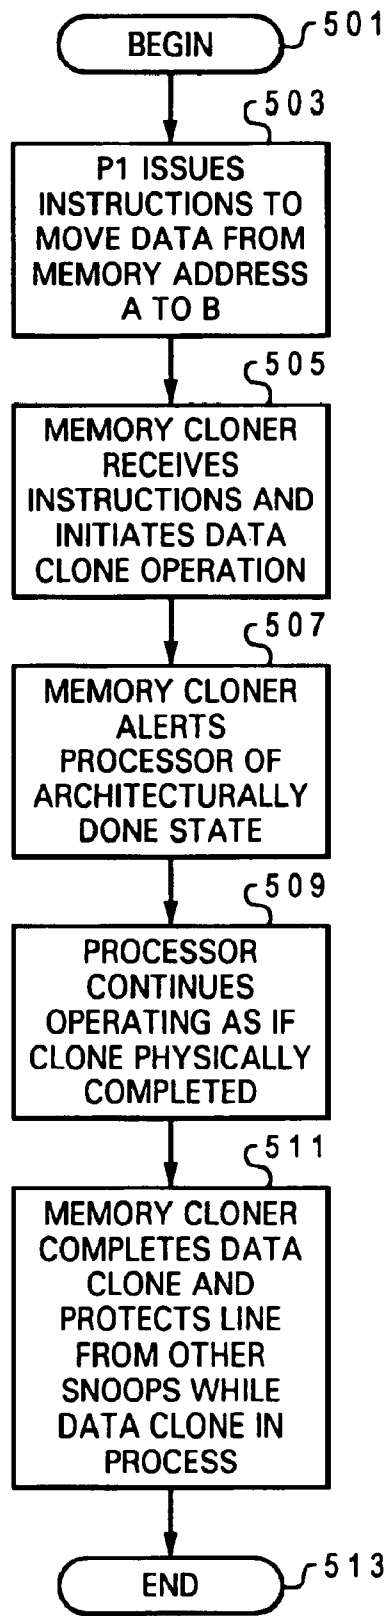 BEGIN
501
503
P1 ISSUES
INSTRUCTIONS TO
MOVE DATA FROM
MEMORY ADDRESS
A TO B
505
MEMORY CLONER
RECEIVES
INSTRUCTIONS AND
INITIATES DATA
CLONE OPERATION
507
MEMORY CLONER
ALERTS
PROCESSOR OF
ARCHITECTURALLY
DONE STATE
509
PROCESSOR
CONTINUES
OPERATING AS IF
CLONE PHYSICALLY
COMPLETED
511
MEMORY CLONER
COMPLETES DATA
CLONE AND
PROTECTS LINE
FROM OTHER
SNOOPS WHILE
DATA CLONE IN
PROCESS
END
513